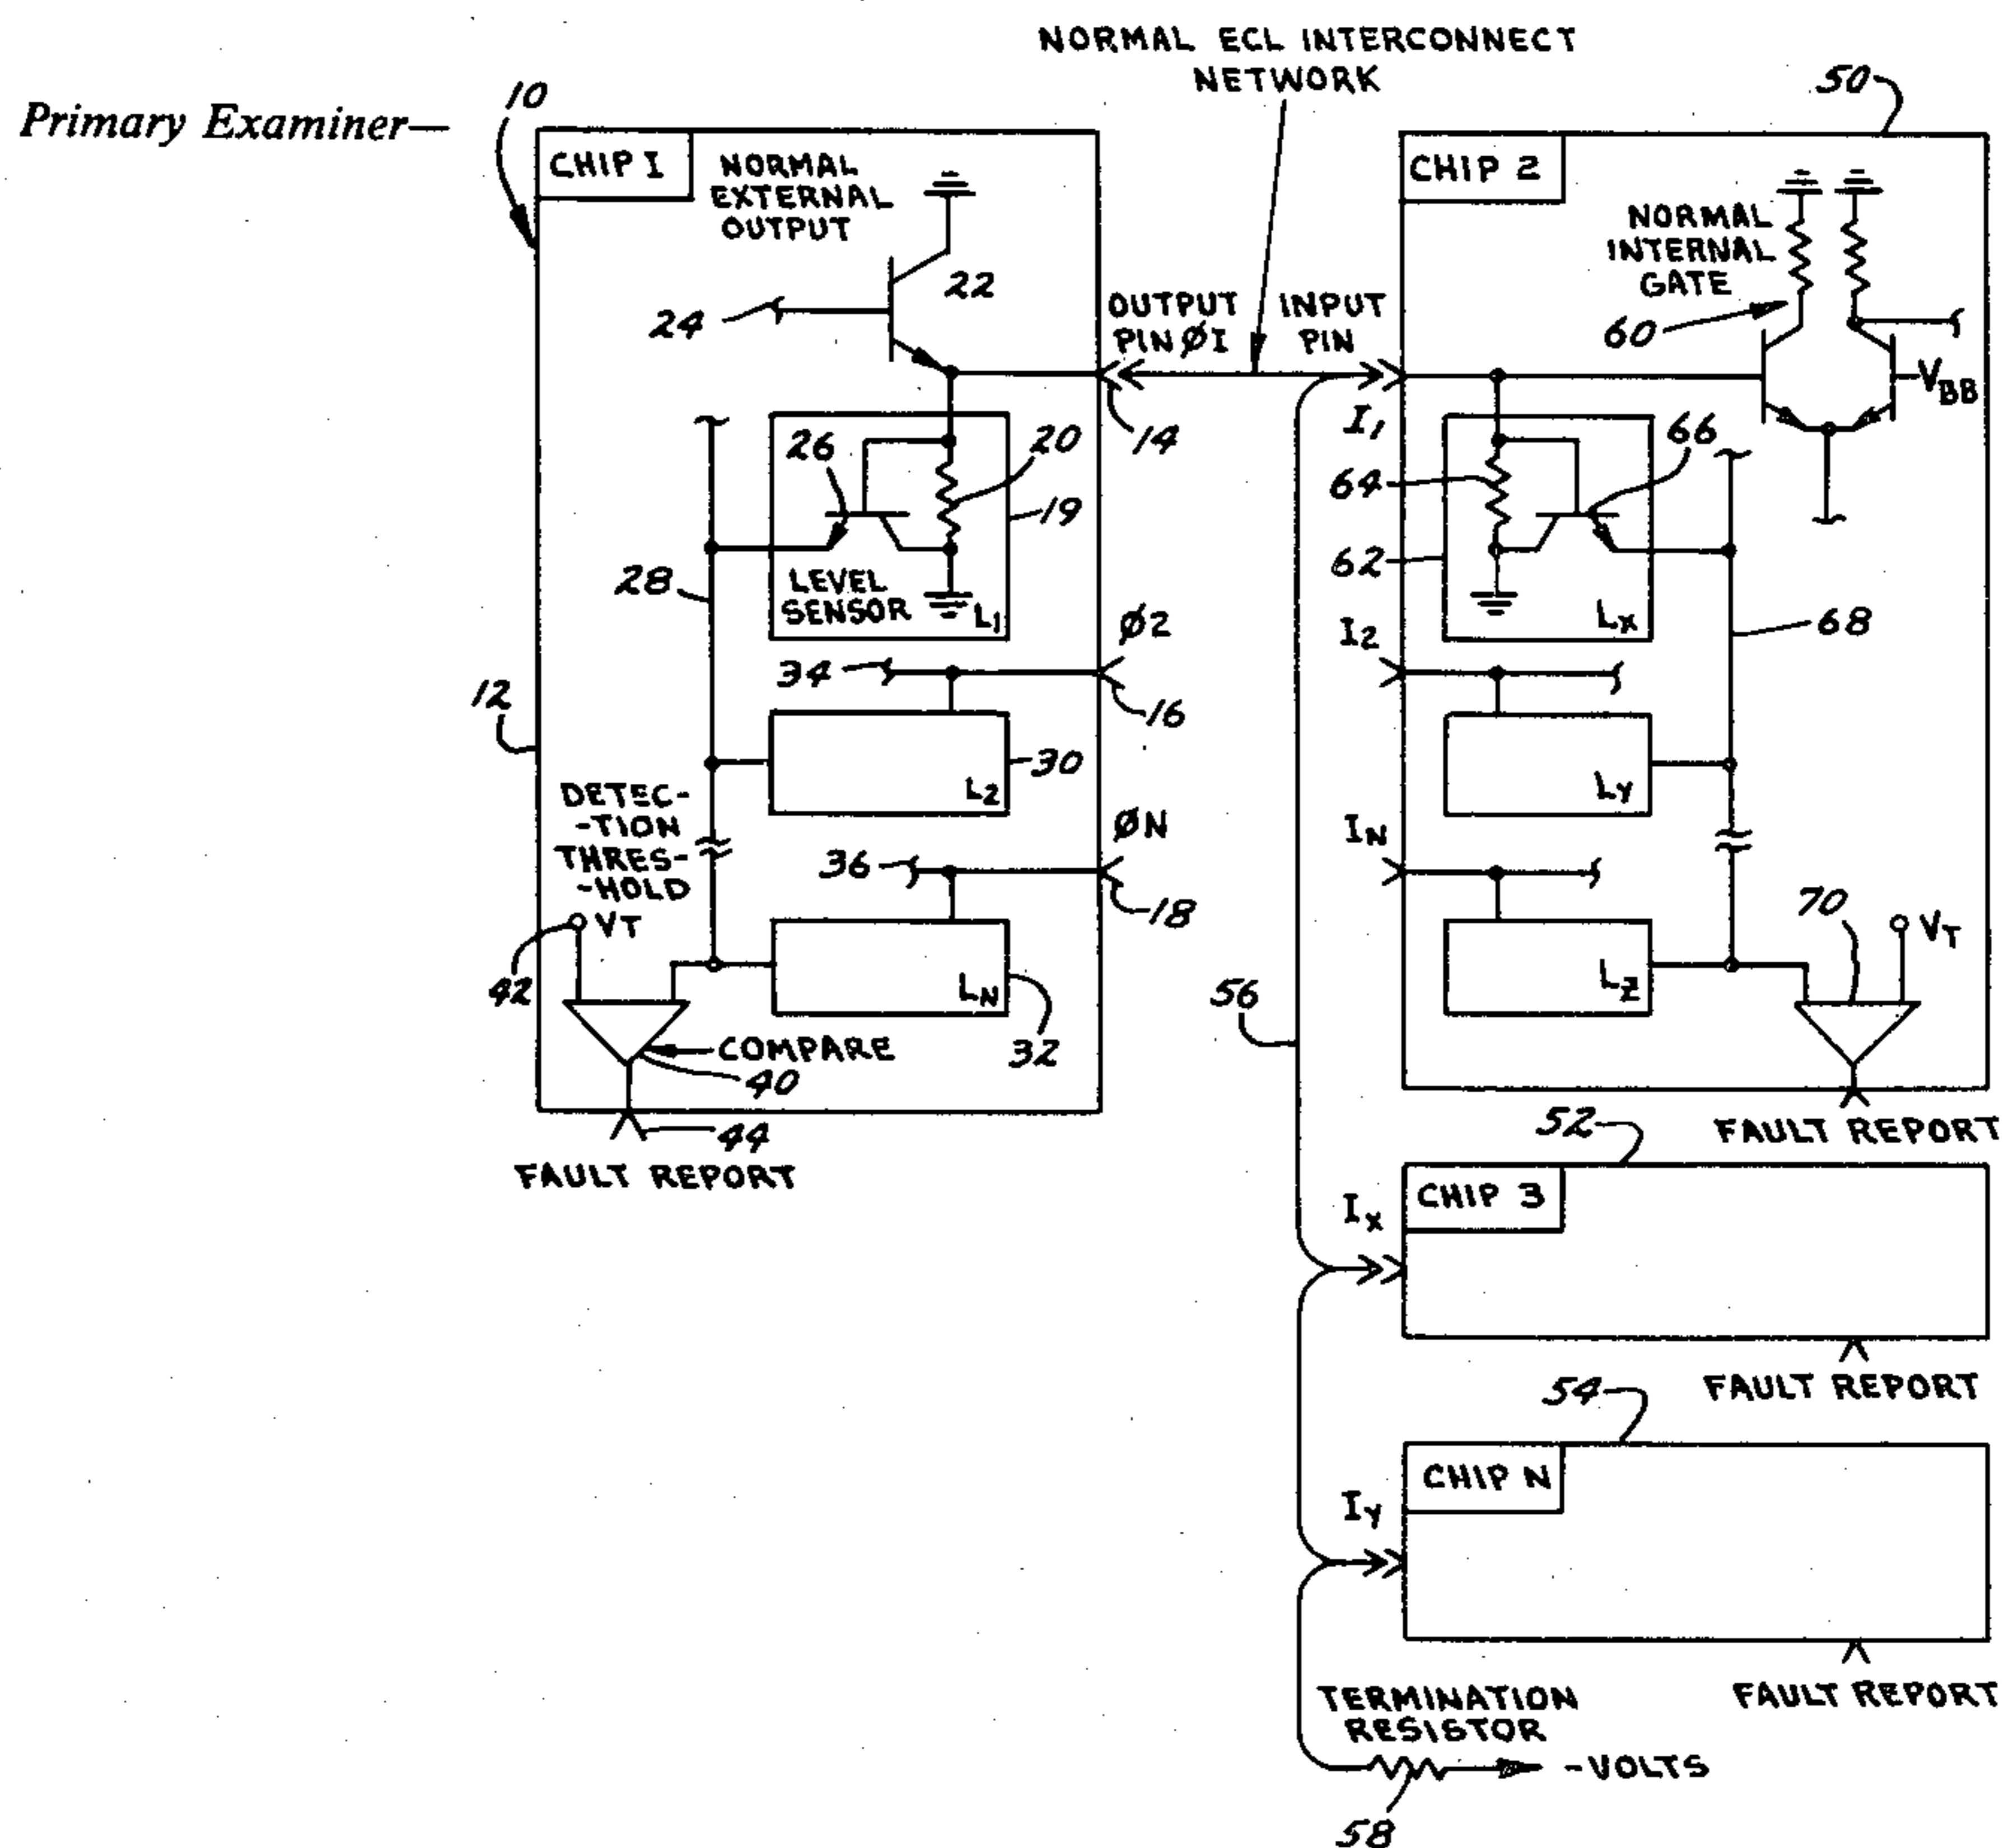 NORMAL ECL INTERCONNECT
NETWORK
Primary Examiner—
10
50
CHIP 1
NORMAL
EXTERNAL
OUTPUT
22
24
CHIP 2
NORMAL
INTERNAL
GATE
60
VBB
OUTPUT
PIN Ø1
INPUT
PIN
14
I1
26
20
19
28
LEVEL
SENSOR
L1
64
66
62
LX
68
Ø2
I2
34
16
12
30
L2
LY
DETEC-
-TION
THRES-
-HOLD
VT
42
ØN
IN
36
18
LN
32
COMPARE
40
44
FAULT REPORT
70
VT
LZ
56
FAULT REPORT
52
CHIP 3
IX
FAULT REPORT
54
CHIP N
IY
FAULT REPORT
TERMINATION
RESISTOR
-VOLTS
58